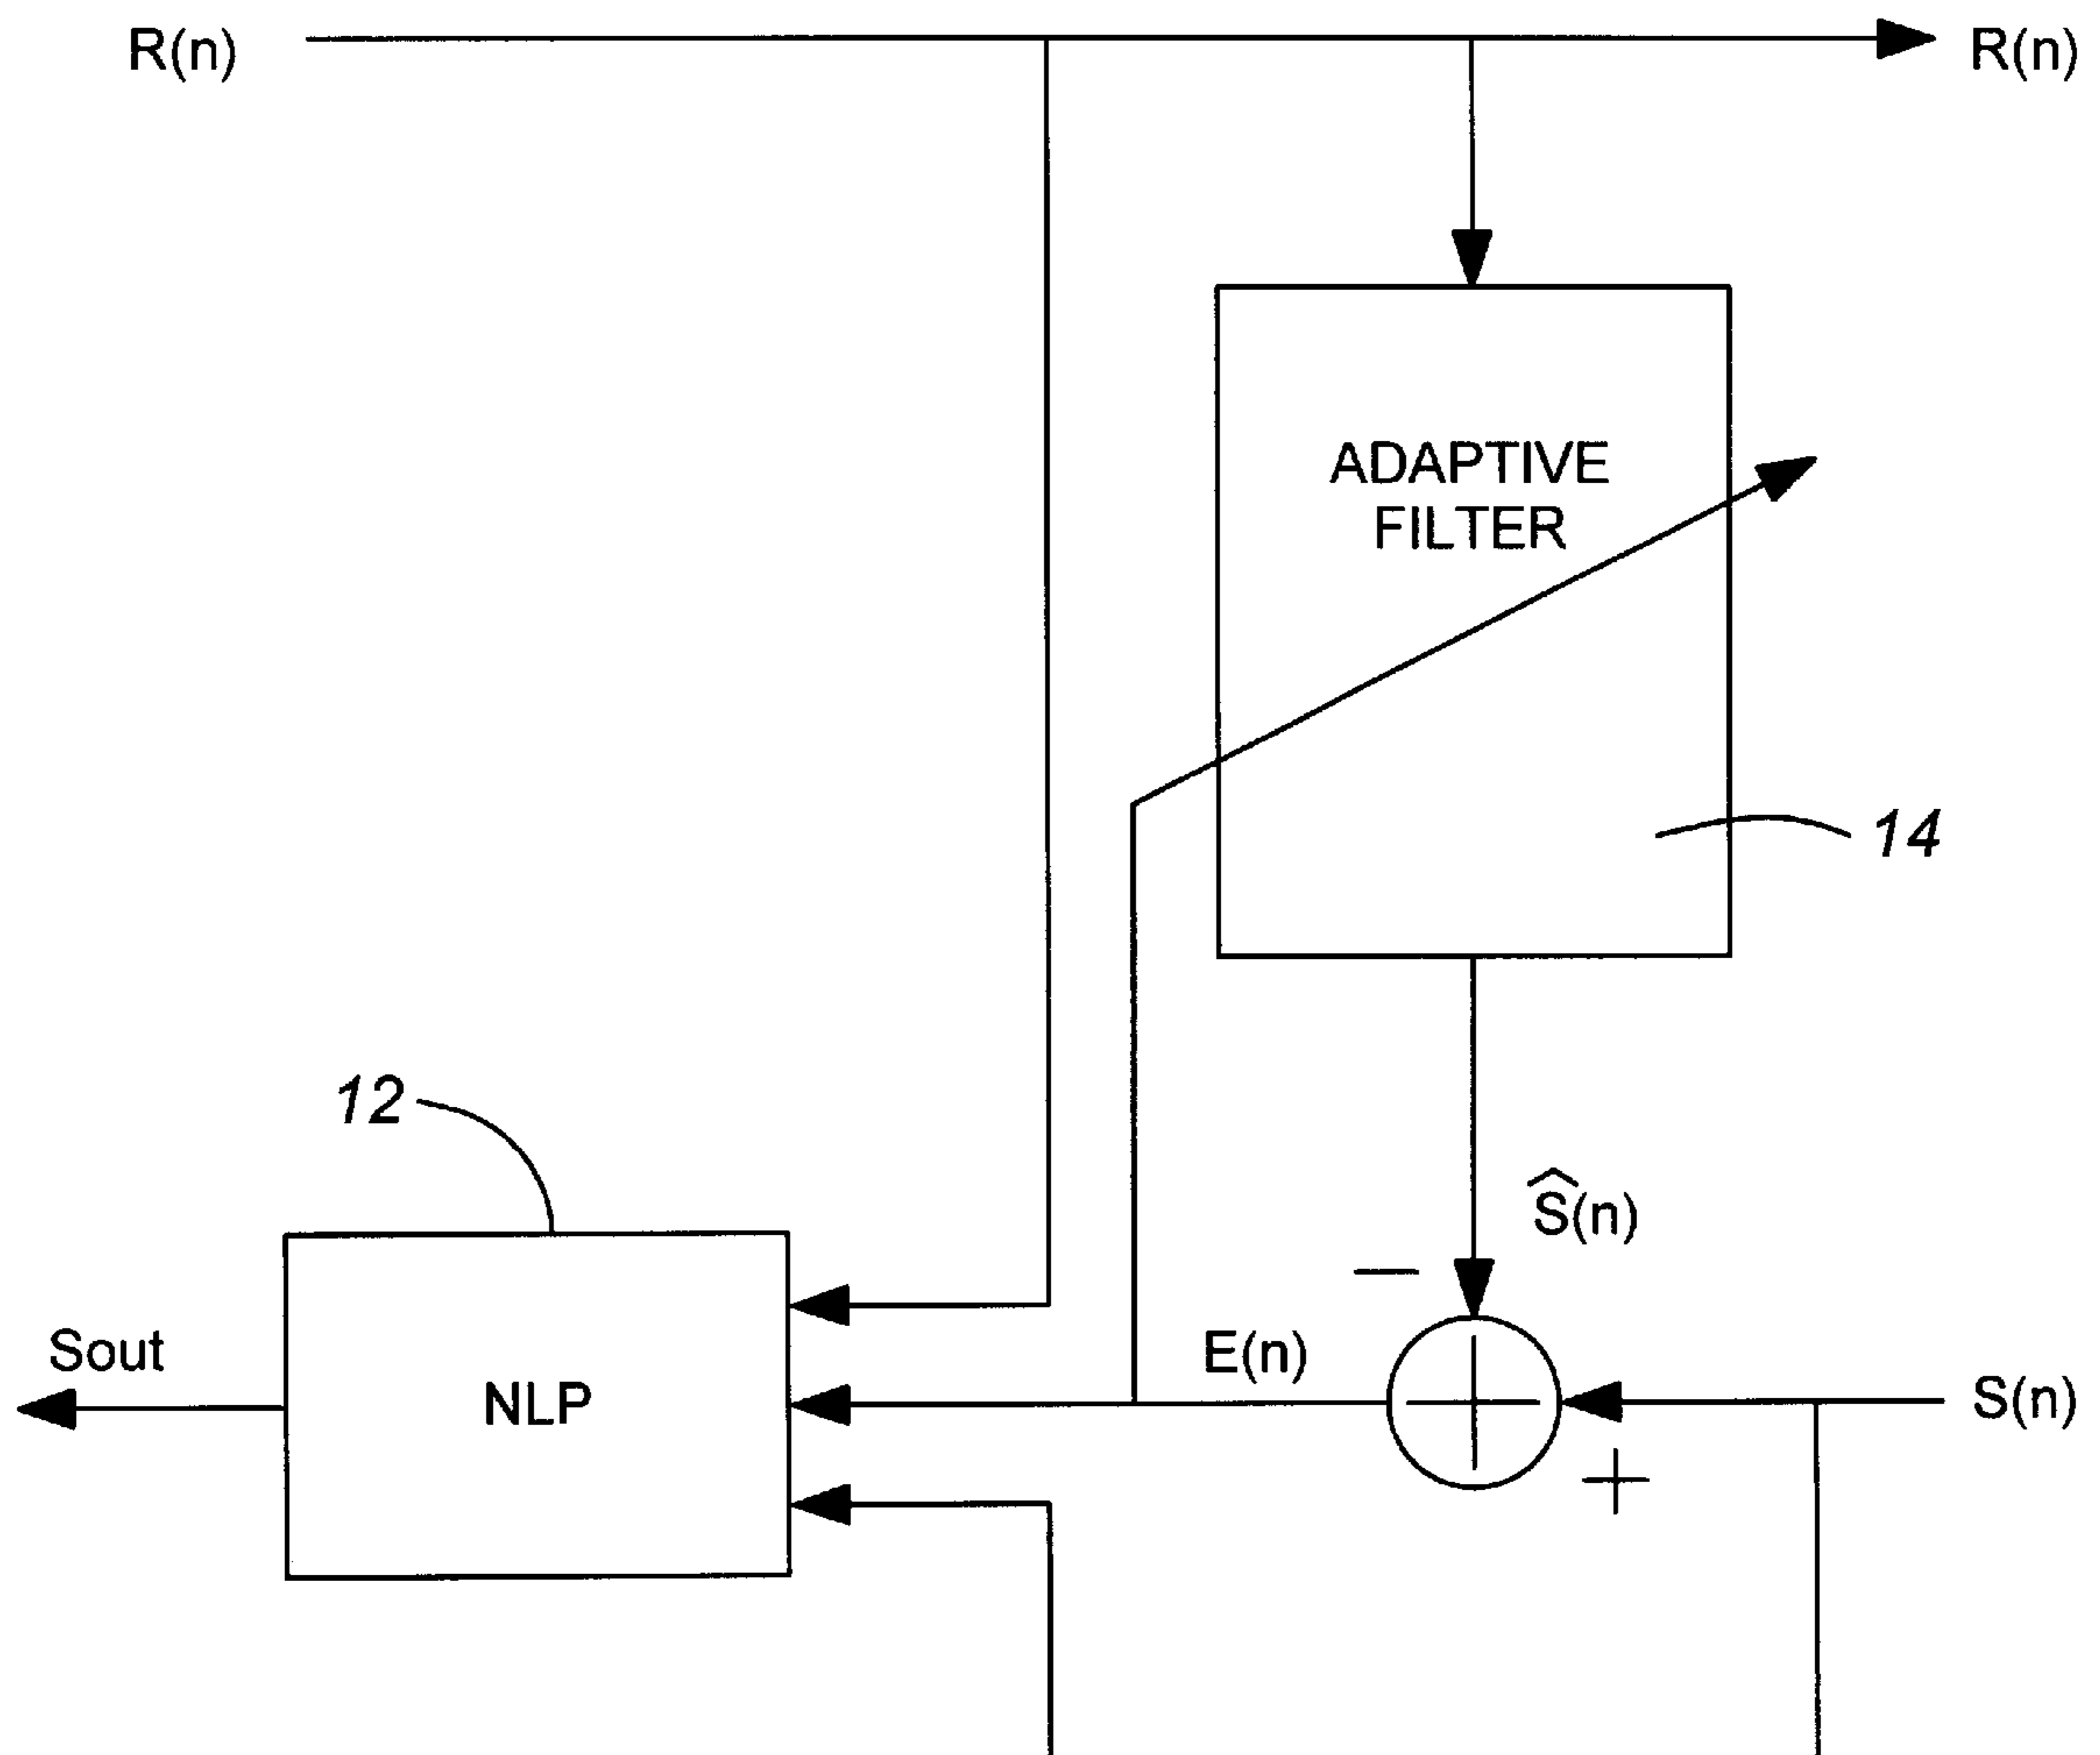 R(n)
R(n)
ADAPTIVE
FILTER
14
12
Ŝ(n)
—
Sout
NLP
E(n)
S(n)
+